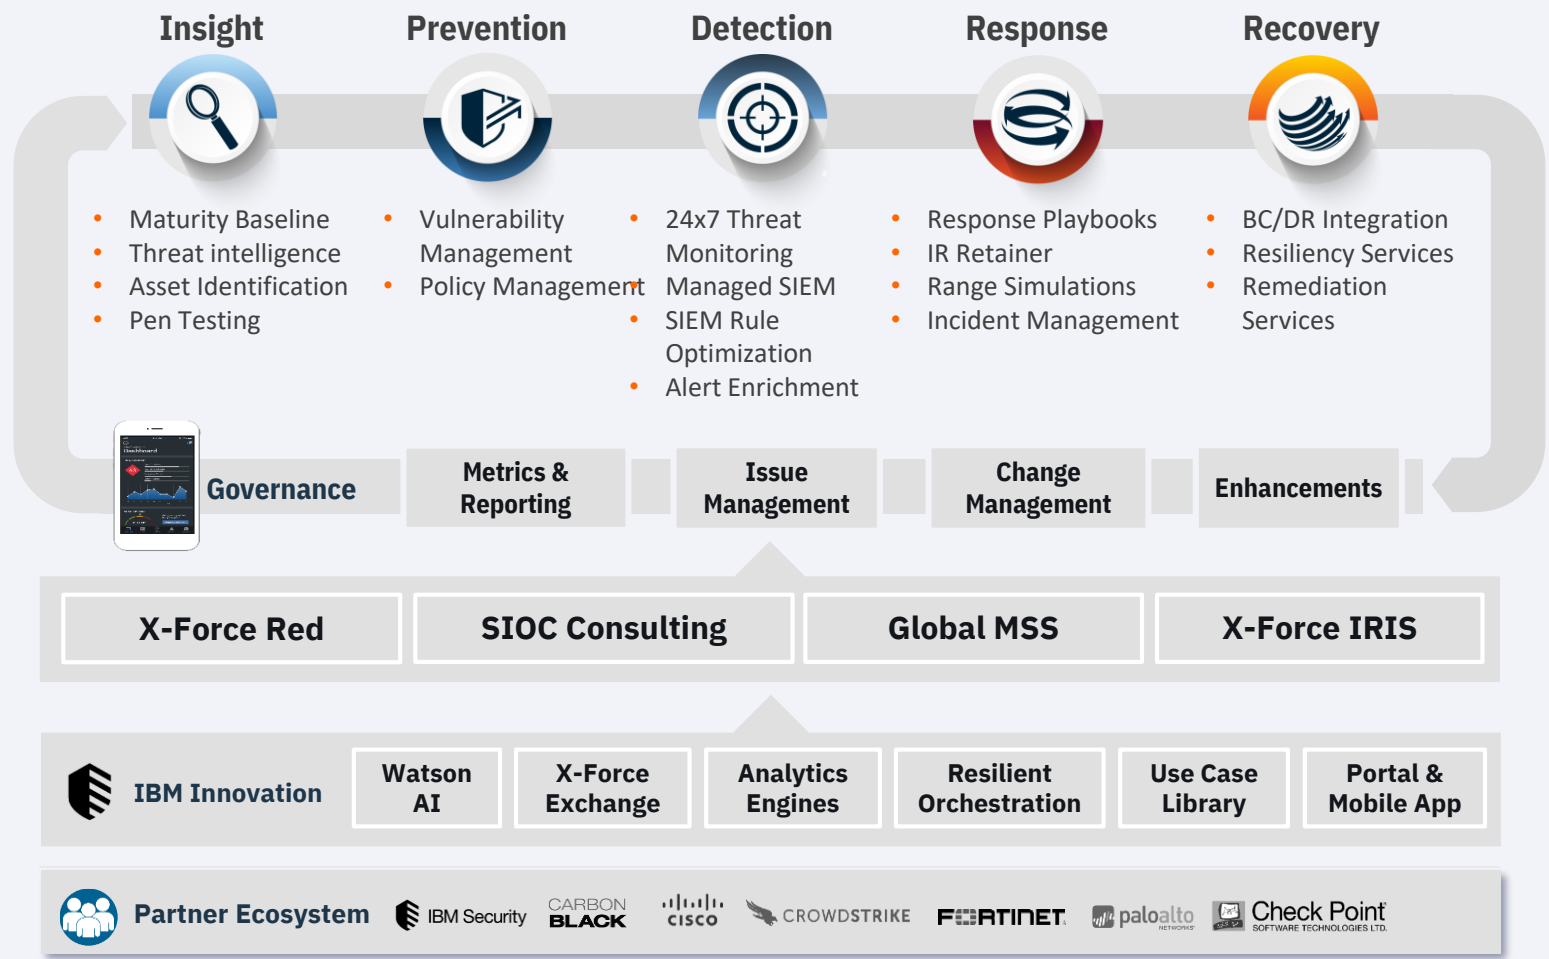 Insight
Prevention
Detection
Response
Recovery
• Maturity Baseline
• Threat intelligence
• Asset Identification
• Pen Testing
• Vulnerability
Management
• Policy Management
• 24x7 Threat
Monitoring
• Managed SIEM
• SIEM Rule
Optimization
• Alert Enrichment
• Response Playbooks
• IR Retainer
• Range Simulations
• Incident Management
• BC/DR Integration
• Resiliency Services
• Remediation
Services
Dashboard
Governance
Metrics &
Reporting
Issue
Management
Change
Management
Enhancements
X-Force Red
SIOC Consulting
Global MSS
X-Force IRIS
IBM Innovation
Watson
AI
X-Force
Exchange
Analytics
Engines
Resilient
Orchestration
Use Case
Library
Portal &
Mobile App
Partner Ecosystem
IBM Security
CARBON
BLACK
CISCO
CROWDSTRIKE
FORTINET
paloalto
NETWORKS
Check Point
SOFTWARE TECHNOLOGIES LTD.